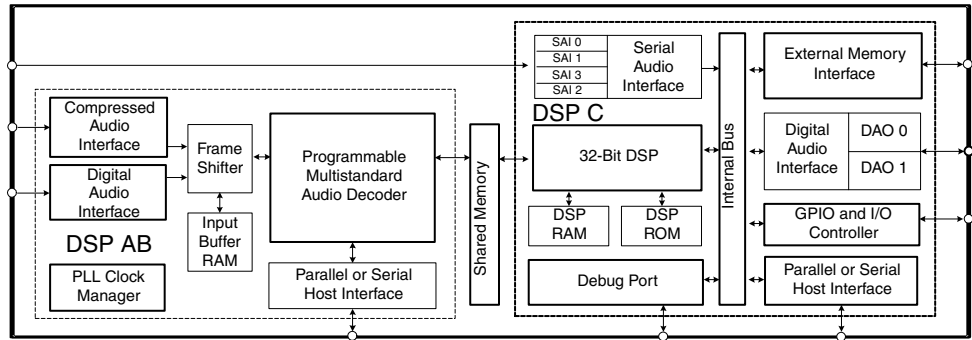 Compressed
Audio
Interface
Digital
Audio
Interface
DSP AB
PLL Clock
Manager
Frame
Shifter
Input
Buffer
RAM
Programmable
Multistandard
Audio Decoder
Parallel or Serial
Host Interface
Shared Memory
SAI 0
SAI 1
SAI 3
SAI 2
Serial
Audio
Interface
DSP C
32-Bit DSP
DSP
RAM
DSP
ROM
Debug Port
Internal Bus
External Memory
Interface
Digital
Audio
Interface
DAO 0
DAO 1
GPIO and I/O
Controller
Parallel or Serial
Host Interface